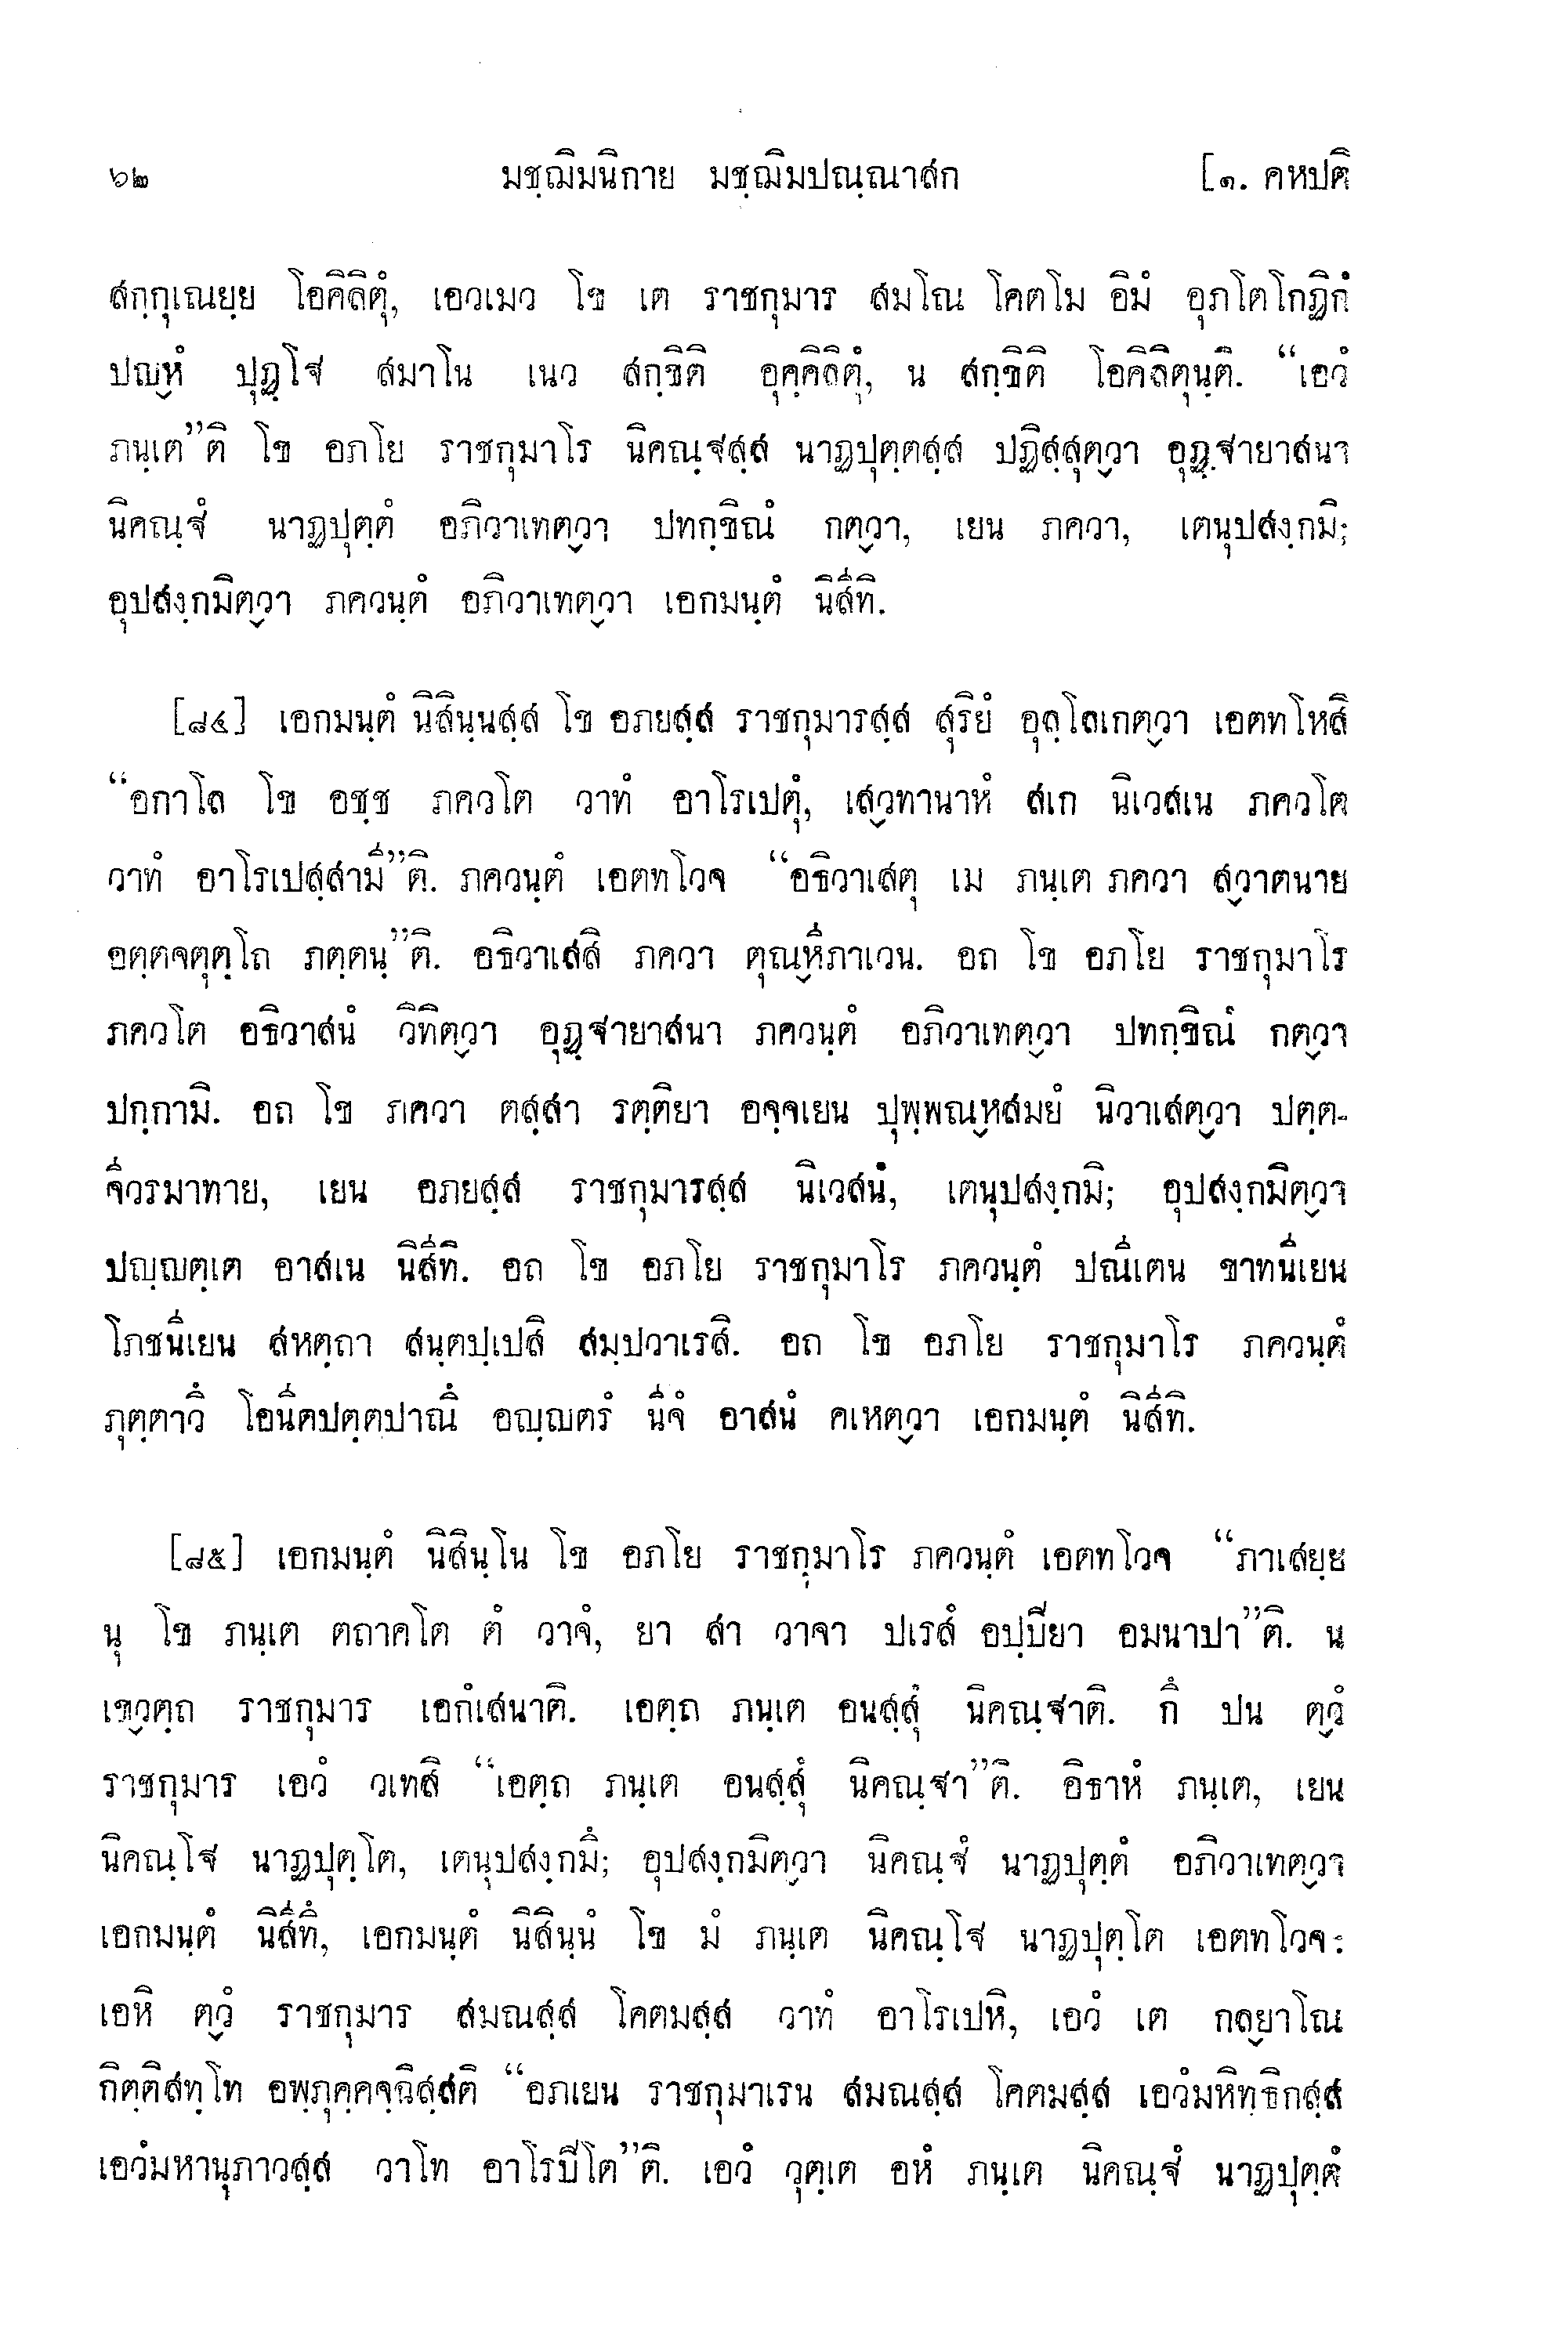 ๖๒ มชฺฌิมนิกาย มชฺฌิมปณฺณาสก [๑. คหปติ
สกฺกุเณยฺย โอคิลิตุํ, เอวเมว โข เต ราชกุมาร สมโณ โคตโม อิมํ อุภโตโกฏิกํ
ปญฺหํ ปุฏฺโฐ สมาโน เนว สกฺขิติ อุคฺคิลิตุํ, น สกฺขิติ โอคิลิตุนฺติ. “เอวํ
ภนฺเต”ติ โข อภโย ราชกุมาโร นิคณฺฐสฺส นาฏปุตฺตสฺส ปฏิสฺสุตฺวา อุฏฺฐายาสนา
นิคณฺฐํ นาฏปุตฺตํ อภิวาเทตฺวา ปทกฺขิณํ กตฺวา, เยน ภควา, เตนุปสงฺกมิ;
อุปสงฺกมิตฺวา ภควนฺตํ อภิวาเทตฺวา เอกมนฺตํ นิสีทิ.
[๘๔] เอกมนฺตํ นิสินฺนสฺส โข อภยสฺส ราชกุมารสฺส สุริยํ อุลฺโลเกตฺวา เอตทโหสิ
“อกาโล โข อชฺช ภควโต วาทํ อาโรเปตุํ, เสฺวทานาหํ สเก นิเวสเน ภควโต
วาทํ อาโรเปสฺสามี”ติ. ภควนฺตํ เอตทโวจ “อธิวาเสตุ เม ภนฺเต ภควา สฺวาตนาย
อตฺตจตุตฺโถ ภตฺตนฺ”ติ. อธิวาเสสิ ภควา ตุณฺหีภาเวน. อถ โข อภโย ราชกุมาโร
ภควโต อธิวาสนํ วิทิตฺวา อุฏฺฐายาสนา ภควนฺตํ อภิวาเทตฺวา ปทกฺขิณํ กตฺวา
ปกฺกามิ. อถ โข ภควา ตสฺสา รตฺติยา อจฺจเยน ปุพฺพณฺหสมยํ นิวาเสตฺวา ปตฺต-
จีวรมาทาย, เยน อภยสฺส ราชกุมารสฺส นิเวสนํ, เตนุปสงฺกมิ; อุปสงฺกมิตฺวา
ปญฺญตฺเต อาสเน นิสีทิ. อถ โข อภโย ราชกุมาโร ภควนฺตํ ปณีเตน ขาทนีเยน
โภชนีเยน สหตฺถา สนฺตปฺเปสิ สมฺปวาเรสิ. อถ โข อภโย ราชกุมาโร ภควนฺตํ
ภุตฺตาวึ โอนีตปตฺตปาณึ อญฺญตรํ นีจํ อาสนํ คเหตฺวา เอกมนฺตํ นิสีทิ.
[๘๕] เอกมนฺตํ นิสินฺโน โข อภโย ราชกุมาโร ภควนฺตํ เอตทโวจ “ภาเสยฺย
นุ โข ภนฺเต ตถาคโต ตํ วาจํ, ยา สา วาจา ปเรสํ อปฺปิยา อมนาปา”ติ. น
เขฺวตฺถ ราชกุมาร เอกํเสนาติ. เอตฺถ ภนฺเต อนสฺสุํ นิคณฺฐาติ. กึ ปน ตฺวํ
ราชกุมาร เอวํ วเทสิ “เอตฺถ ภนฺเต อนสฺสุํ นิคณฺฐา”ติ. อิธาหํ ภนฺเต, เยน
นิคณฺโฐ นาฏปุตฺโต, เตนุปสงฺกมึ; อุปสงฺกมิตฺวา นิคณฺฐํ นาฏปุตฺตํ อภิวาเทตฺวา
เอกมนฺตํ นิสีทึ, เอกมนฺตํ นิสินฺนํ โข มํ ภนฺเต นิคณฺโฐ นาฏปุตฺโต เอตทโวจ:
เอหิ ตฺวํ ราชกุมาร สมณสฺส โคตมสฺส วาทํ อาโรเปหิ, เอวํ เต กลฺยาโณ
กิตฺติสทฺโท อพฺภุคฺคจฺฉิสฺสติ “อภเยน ราชกุมาเรน สมณสฺส โคตมสฺส เอวํมหิทฺธิกสฺส
เอวํมหานุภาวสฺส วาโท อาโรปิโต”ติ. เอวํ วุตฺเต อหํ ภนฺเต นิคณฺฐํ นาฏปุตฺตํ